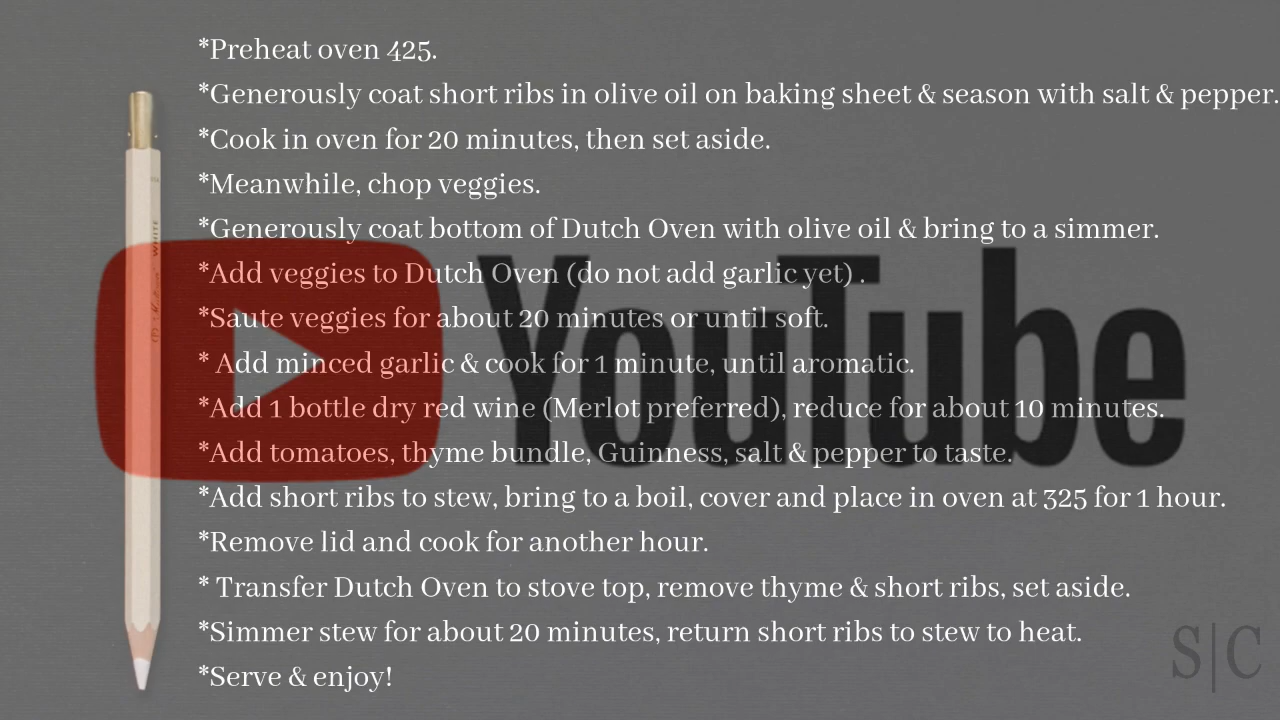 *Preheat oven 425.
*Generously coat short ribs in olive oil on baking sheet & season with salt & pepper.
*Cook in oven for 20 minutes, then set aside.
*Meanwhile, chop veggies.
*Generously coat bottom of Dutch Oven with olive oil & bring to a simmer.
*Add veggies to Dutch Oven (do not add garlic yet) .
*Saute veggies for about 20 minutes or until soft.
* Add minced garlic & cook for 1 minute, until aromatic.
*Add 1 bottle dry red wine (Merlot preferred), reduce for about 10 minutes.
*Add tomatoes, thyme bundle, Guinness, salt & pepper to taste.
*Add short ribs to stew, bring to a boil, cover and place in oven at 325 for 1 hour.
*Remove lid and cook for another hour.
* Transfer Dutch Oven to stove top, remove thyme & short ribs, set aside.
*Simmer stew for about 20 minutes, return short ribs to stew to heat.
*Serve & enjoy!
YouTube
S|C
WHITE